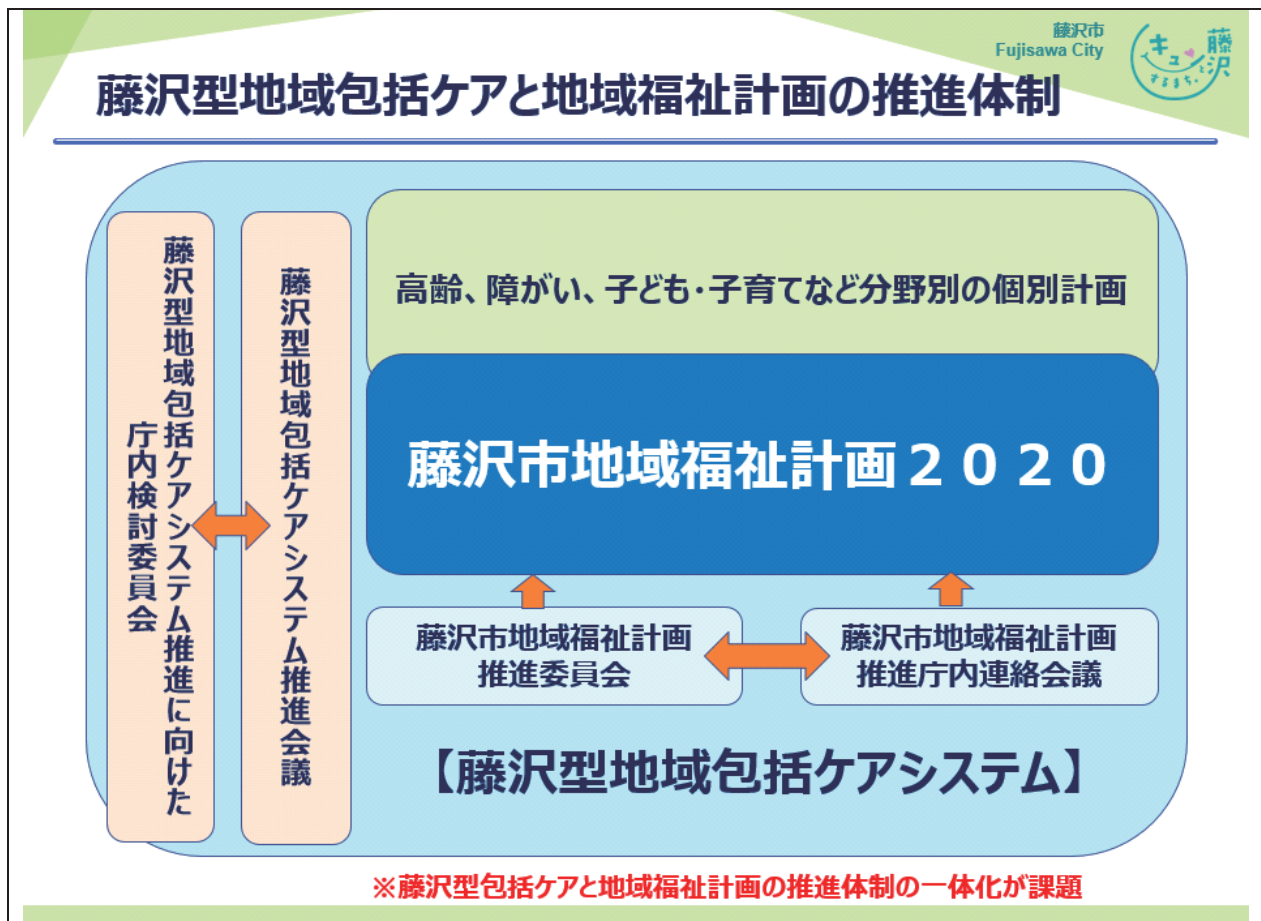 藤沢市
Fujisawa City
キュンとするまち。藤沢
藤沢型地域包括ケアと地域福祉計画の推進体制
藤沢型地域包括ケアシステム推進に向けた
庁内検討委員会
藤沢型地域包括ケアシステム推進会議
高齢、障がい、子ども・子育てなど分野別の個別計画
藤沢市地域福祉計画２０２０
藤沢市地域福祉計画
推進委員会
藤沢市地域福祉計画
推進庁内連絡会議
【藤沢型地域包括ケアシステム】
※藤沢型包括ケアと地域福祉計画の推進体制の一体化が課題